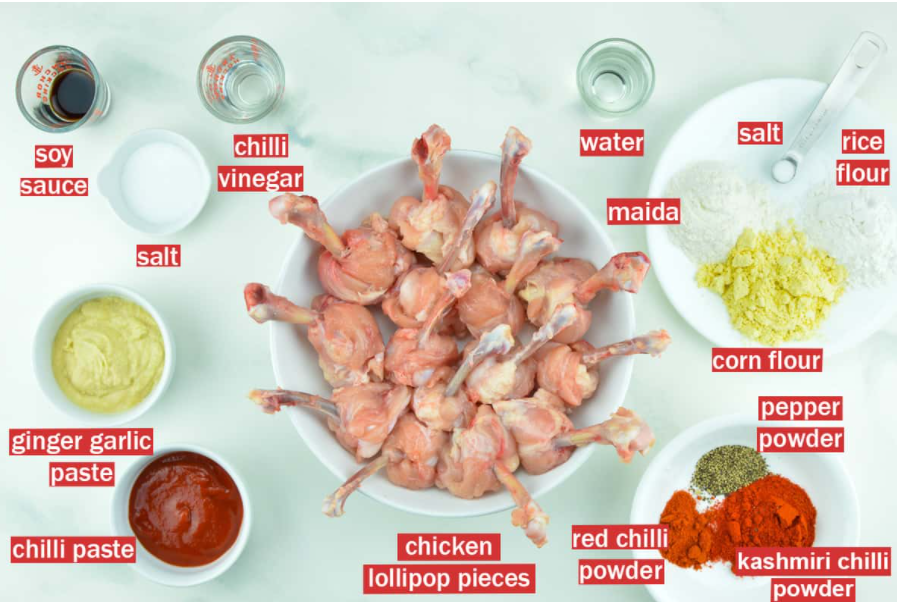 soy
sauce
chilli
vinegar
water
salt
rice
flour
maida
salt
corn flour
ginger garlic
paste
pepper
powder
chilli paste
chicken
lollipop pieces
red chilli
powder
kashmiri chilli
powder